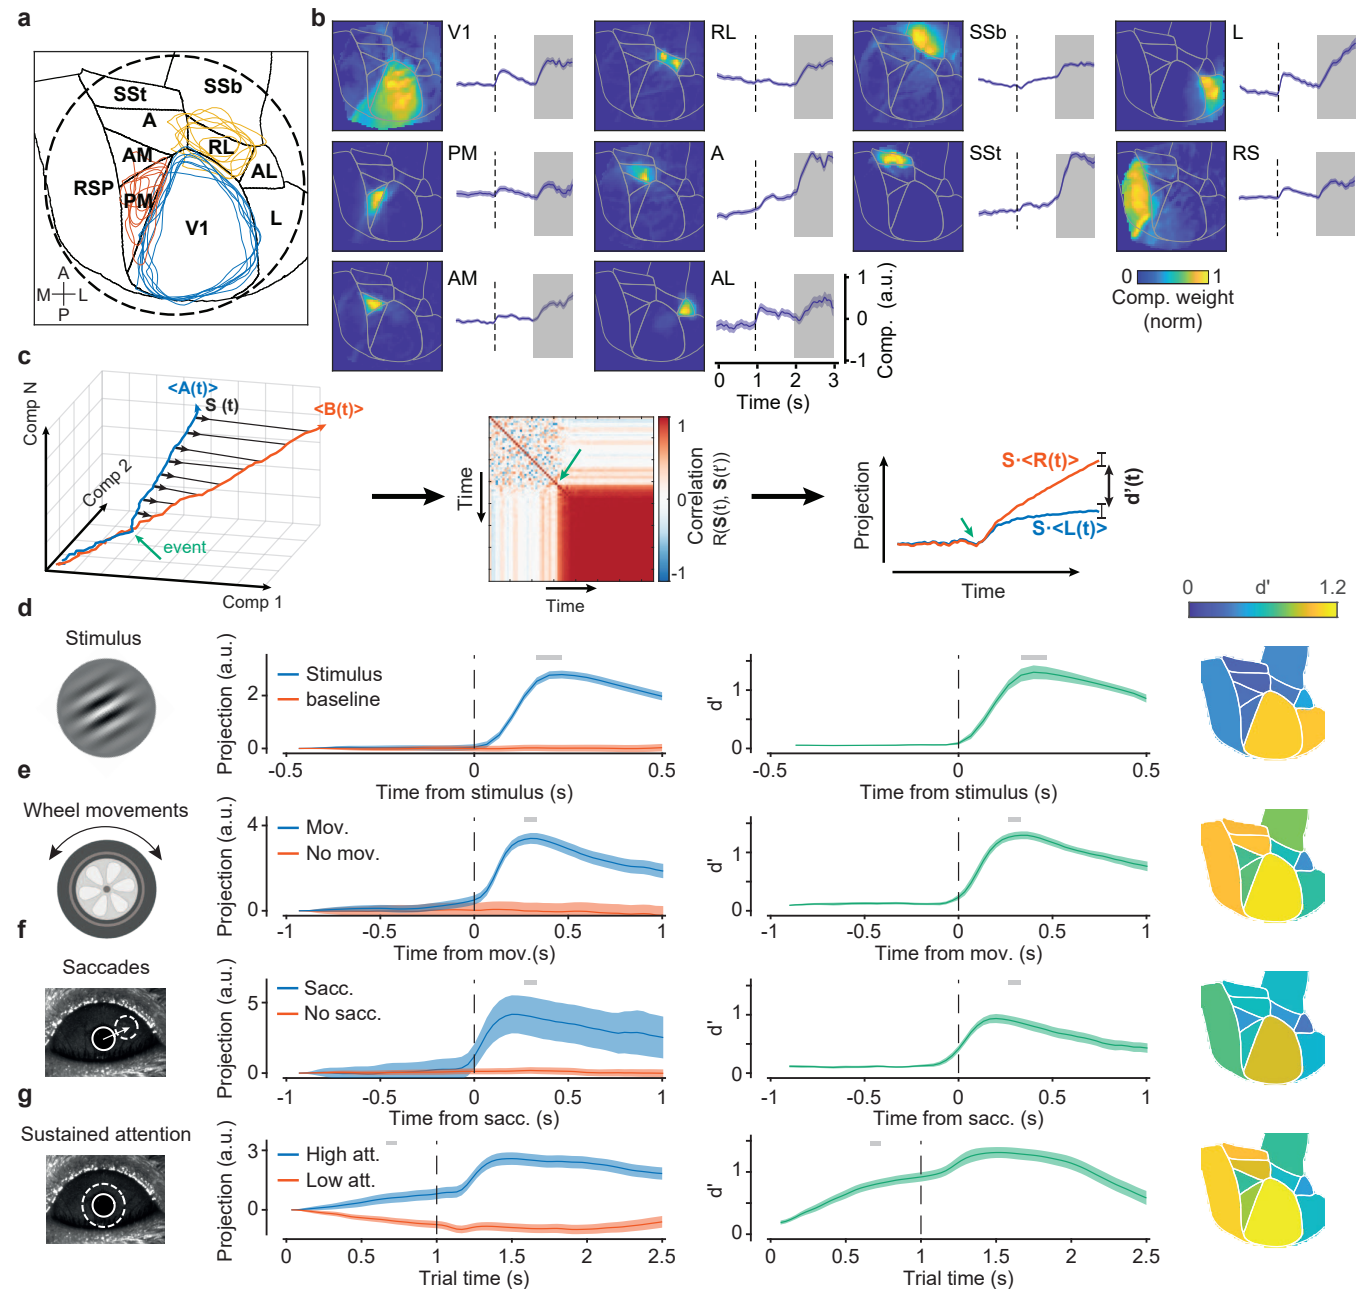 a
SSt
SSb
A
AM
RL
AL
RSP
PM
V1
L
A
M
L
P
b
V1
RL
SSb
L
PM
A
SSt
RS
AM
AL
0 1
Comp. weight
(norm)
1
0
-1
Comp. (a.u.)
0 1 2 3
Time (s)
c
Comp N
<A(t)>
S (t)
<B(t)>
Comp 2
event
Comp 1
Time
Time
1
0
-1
Correlation
R(S(t), S(t'))
Projection
S·<R(t)>
S·<L(t)>
d'(t)
Time
0 d' 1.2
d
Stimulus
Projection (a.u.)
2
0
Stimulus
baseline
-0.5 0 0.5
Time from stimulus (s)
d'
1
0
-0.5 0 0.5
Time from stimulus (s)
e
Wheel movements
Projection (a.u.)
4
0
Mov.
No mov.
-1 -0.5 0 0.5 1
Time from mov.(s)
d'
1
0
-1 -0.5 0 0.5 1
Time from mov. (s)
f
Saccades
Projection (a.u.)
5
0
Sacc.
No sacc.
-1 -0.5 0 0.5 1
Time from sacc. (s)
d'
1
0
-1 -0.5 0 0.5 1
Time from sacc. (s)
g
Sustained attention
Projection (a.u.)
3
0
High att.
Low att.
0 0.5 1 1.5 2 2.5
Trial time (s)
d'
1
0
0 0.5 1 1.5 2 2.5
Trial time (s)